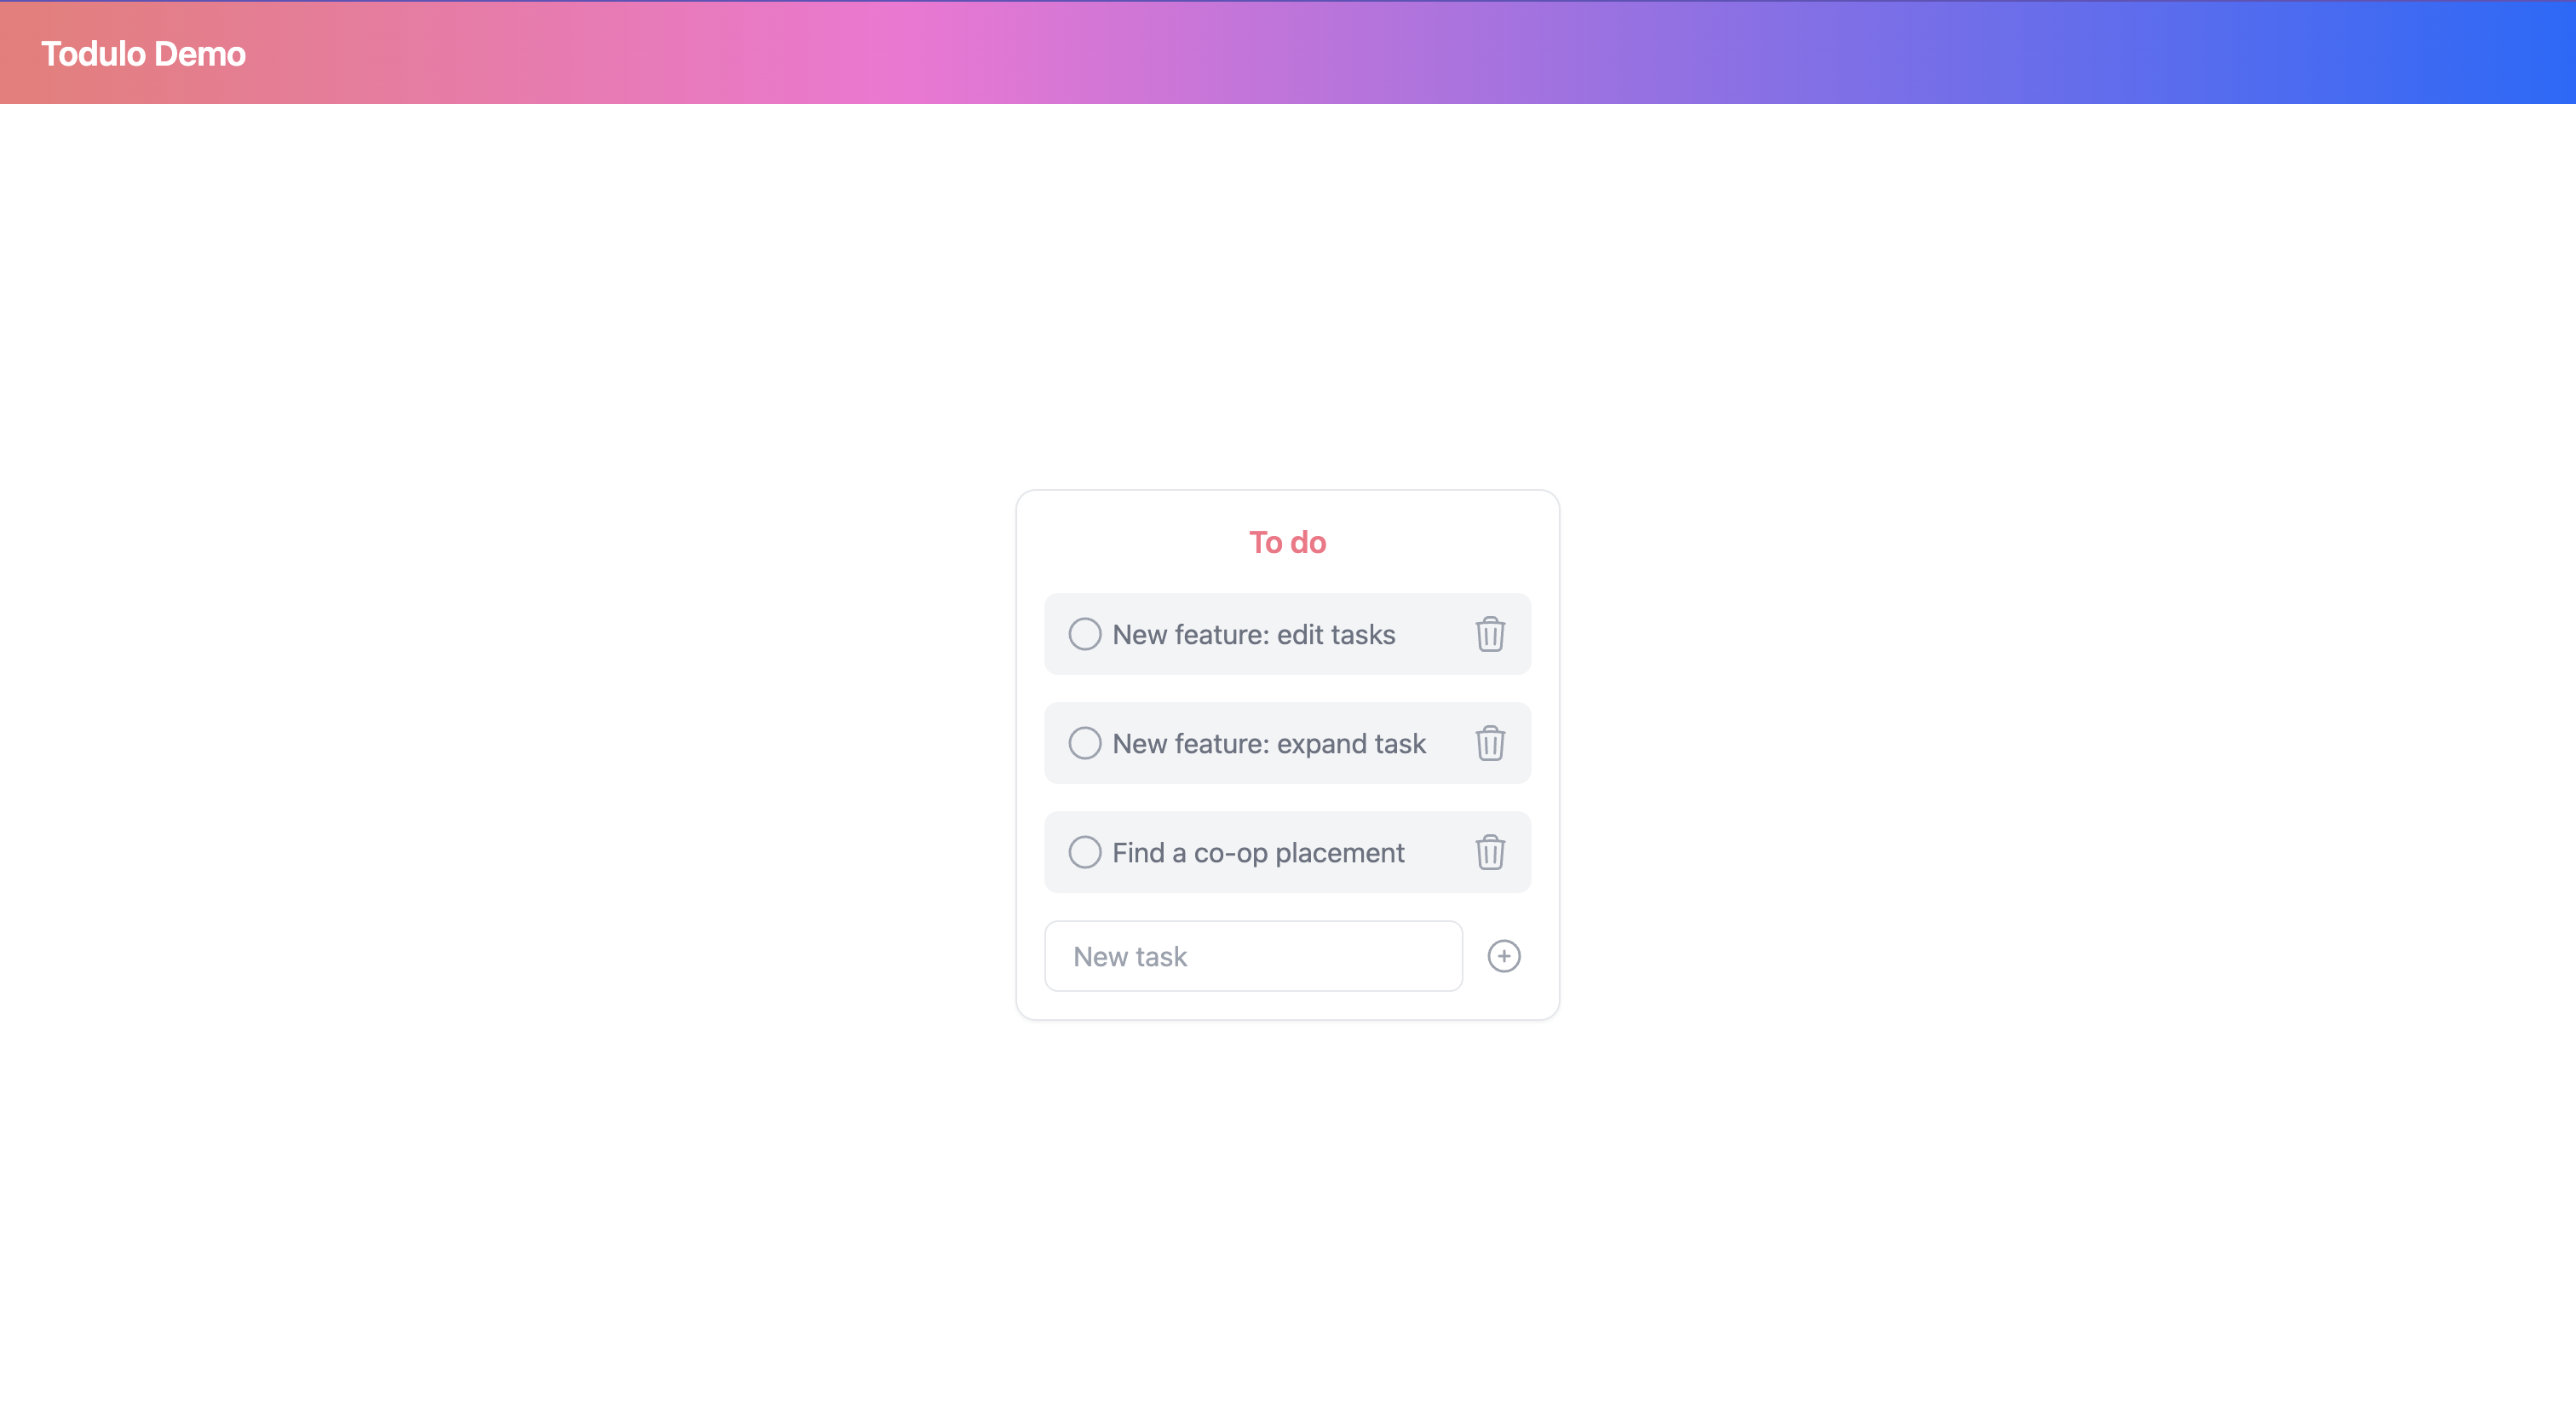 Todulo Demo
To do
New feature: edit tasks
New feature: expand task
Find a co-op placement
New task